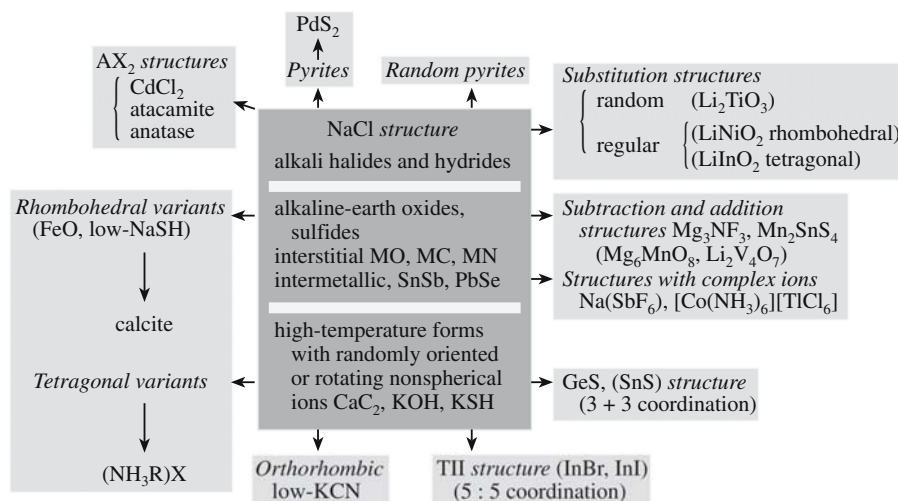 PdS2
Pyrites
Random pyrites
AX2 structures
CdCl2
atacamite
anatase
Substitution structures
random (Li2TiO3)
regular (LiNiO2 rhombohedral)
(LiInO2 tetragonal)
NaCl structure
alkali halides and hydrides
alkaline-earth oxides,
sulfides
interstitial MO, MC, MN
intermetallic, SnSb, PbSe
high-temperature forms
with randomly oriented
or rotating nonspherical
ions CaC2, KOH, KSH
Rhombohedral variants
(FeO, low-NaSH)
calcite
Tetragonal variants
(NH3R)X
Subtraction and addition
structures Mg3NF3, Mn2SnS4
(Mg6MnO8, Li2V4O7)
Structures with complex ions
Na(SbF6), [Co(NH3)6][TlCl6]
GeS, (SnS) structure
(3 + 3 coordination)
Orthorhombic
low-KCN
TII structure (InBr, InI)
(5 : 5 coordination)